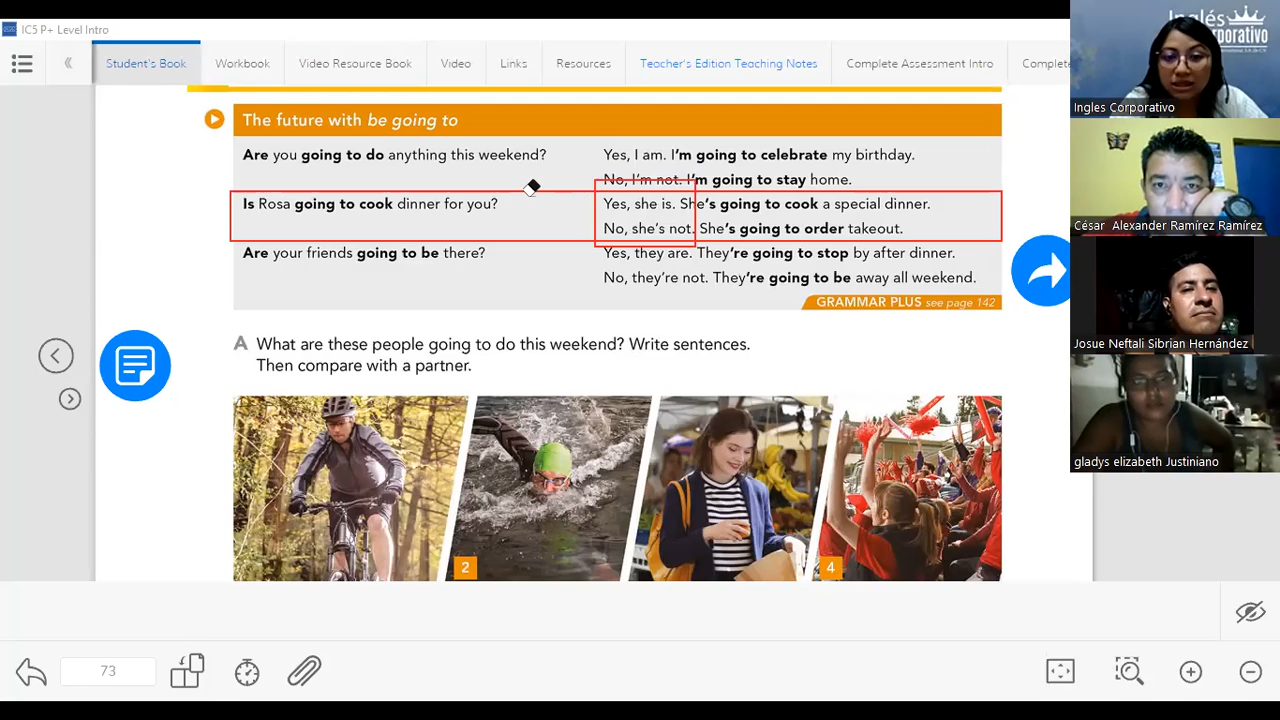 IC5 P+ Level Intro
Student's Book
Workbook
Video Resource Book
Video
Links
Resources
Teacher's Edition Teaching Notes
Complete Assessment Intro
Complete
The future with be going to
Are you going to do anything this weekend?
Yes, I am. I'm going to celebrate my birthday.
No, I'm not. I'm going to stay home.
Is Rosa going to cook dinner for you?
Yes, she is. She's going to cook a special dinner.
No, she's not. She's going to order takeout.
Are your friends going to be there?
Yes, they are. They're going to stop by after dinner.
No, they're not. They're going to be away all weekend.
GRAMMAR PLUS see page 142
A What are these people going to do this weekend? Write sentences.
Then compare with a partner.
2
4
73
Inglés
Corporativo
Ingles Corporativo
César Alexander Ramírez Ramírez
Josue Neftali Sibrian Hernández
gladys elizabeth Justiniano